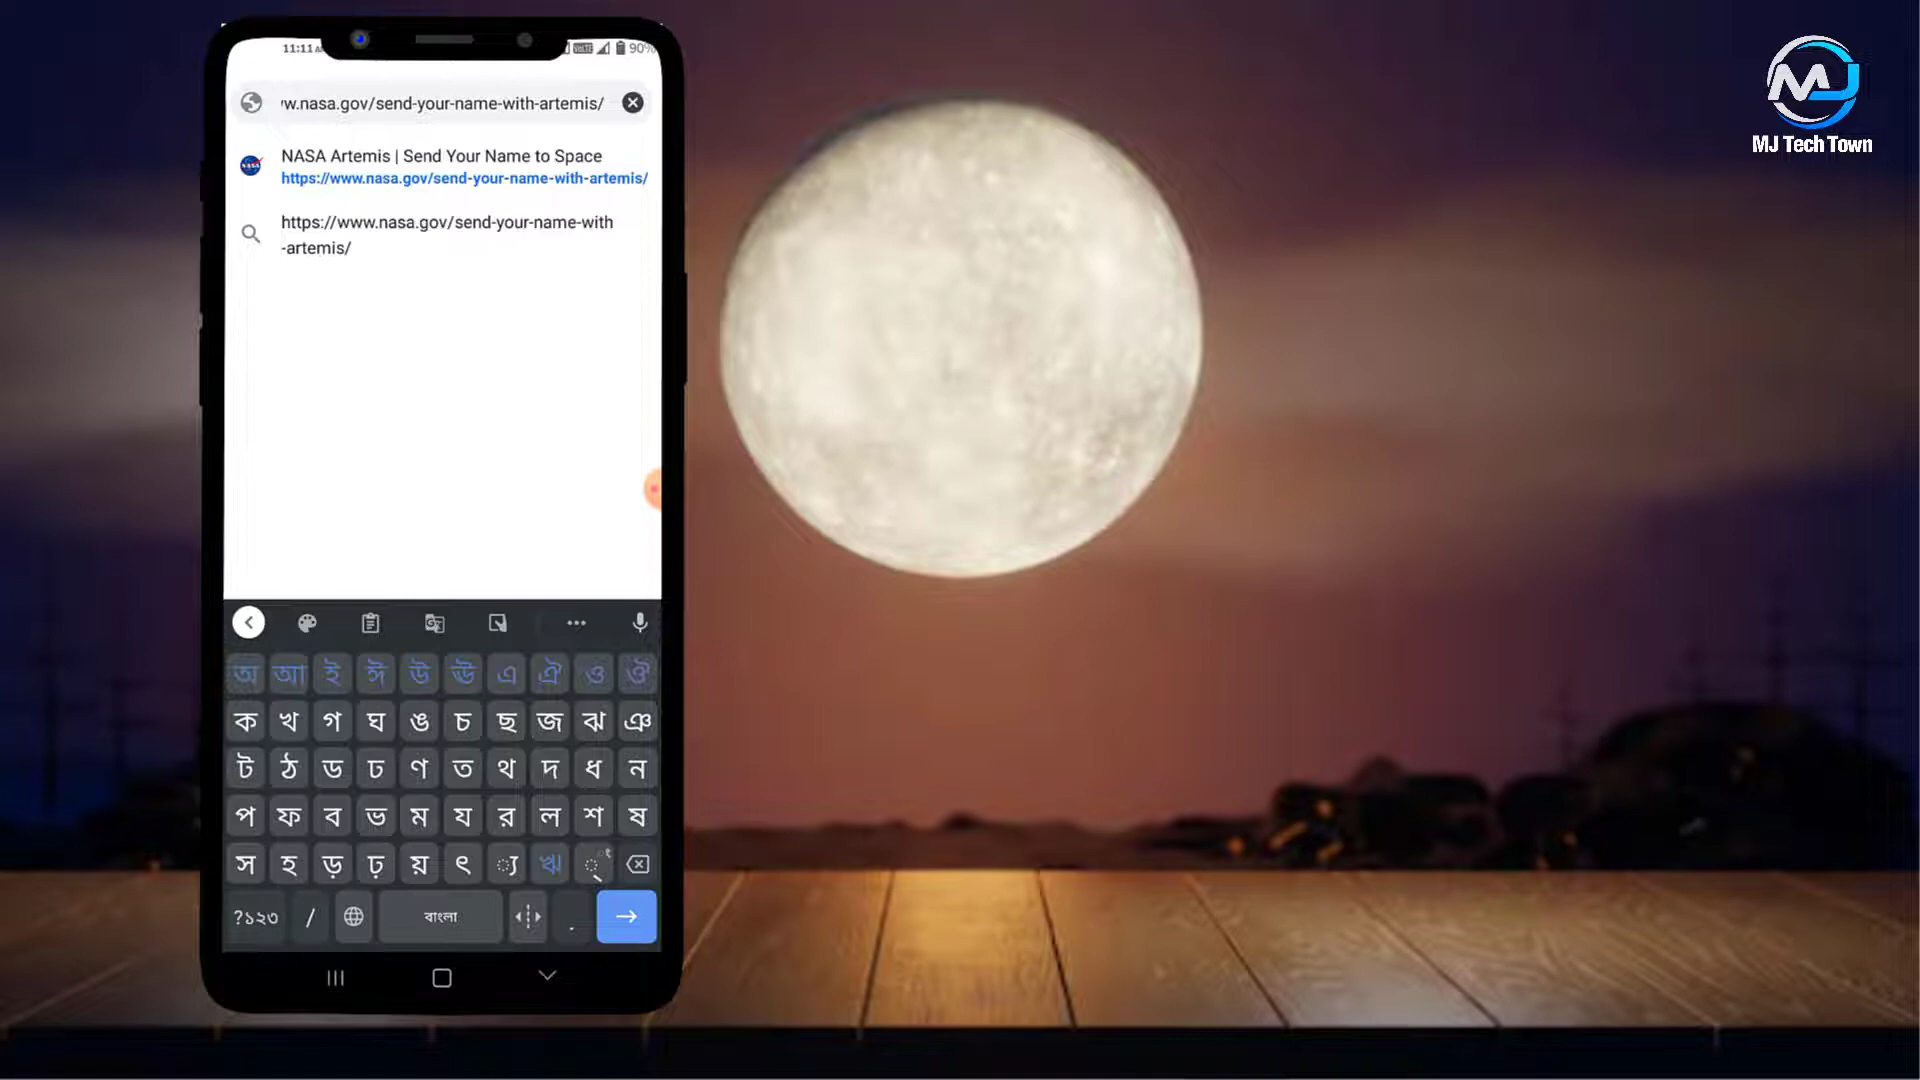 11:11
90%
w.nasa.gov/send-your-name-with-artemis/
NASA Artemis | Send Your Name to Space
https://www.nasa.gov/send-your-name-with-artemis/
https://www.nasa.gov/send-your-name-with
-artemis/
অ আ ই ঈ উ ঊ এ ঐ ও ঔ
ক খ গ ঘ ঙ চ ছ জ ঝ ঞ
ট ঠ ড ঢ ণ ত থ দ ধ ন
প ফ ব ভ ম য র ল শ ষ
স হ ড় ঢ় য় ৎ ্য ঋ ্
?১২৩ / বাংলা .
MJ
MJ Tech Town